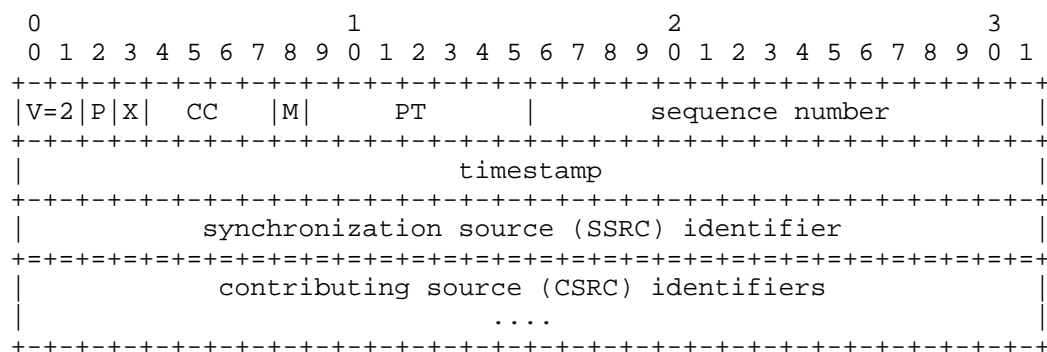 0                   1                   2                   3
 0 1 2 3 4 5 6 7 8 9 0 1 2 3 4 5 6 7 8 9 0 1 2 3 4 5 6 7 8 9 0 1
+-+-+-+-+-+-+-+-+-+-+-+-+-+-+-+-+-+-+-+-+-+-+-+-+-+-+-+-+-+-+-+-+
|V=2|P|X|  CC   |M|     PT      |       sequence number         |
+-+-+-+-+-+-+-+-+-+-+-+-+-+-+-+-+-+-+-+-+-+-+-+-+-+-+-+-+-+-+-+-+
|                           timestamp                           |
+-+-+-+-+-+-+-+-+-+-+-+-+-+-+-+-+-+-+-+-+-+-+-+-+-+-+-+-+-+-+-+-+
|           synchronization source (SSRC) identifier            |
+=+=+=+=+=+=+=+=+=+=+=+=+=+=+=+=+=+=+=+=+=+=+=+=+=+=+=+=+=+=+=+=+
|            contributing source (CSRC) identifiers             |
|                             ....                              |
+-+-+-+-+-+-+-+-+-+-+-+-+-+-+-+-+-+-+-+-+-+-+-+-+-+-+-+-+-+-+-+-+